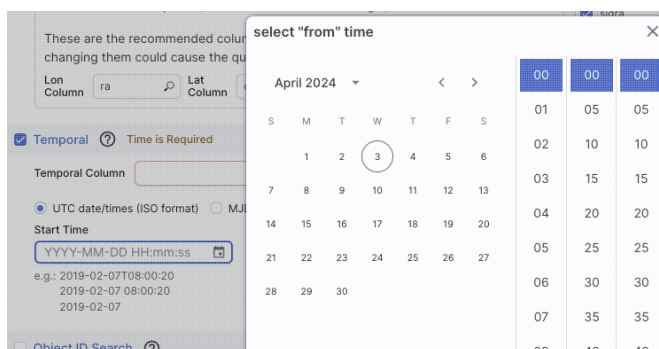 These are the recommended
changing them could cause the
Lon
Column
ra
Lat
Column
Temporal
Time is Required
Temporal Column
UTC date/times (ISO format)
Start Time
YYYY-MM-DD HH:mm:ss
e.g.: 2019-02-07T08:00:20
2019-02-07 08:00:20
2019-02-07
Object ID Search
select "from" time
April 2024
S M T W T F S
1 2 3 4 5 6
7 8 9 10 11 12 13
14 15 16 17 18 19 20
21 22 23 24 25 26 27
28 29 30
00 00 00
01 05 05
02 10 10
03 15 15
04 20 20
05 25 25
06 30 30
07 35 35